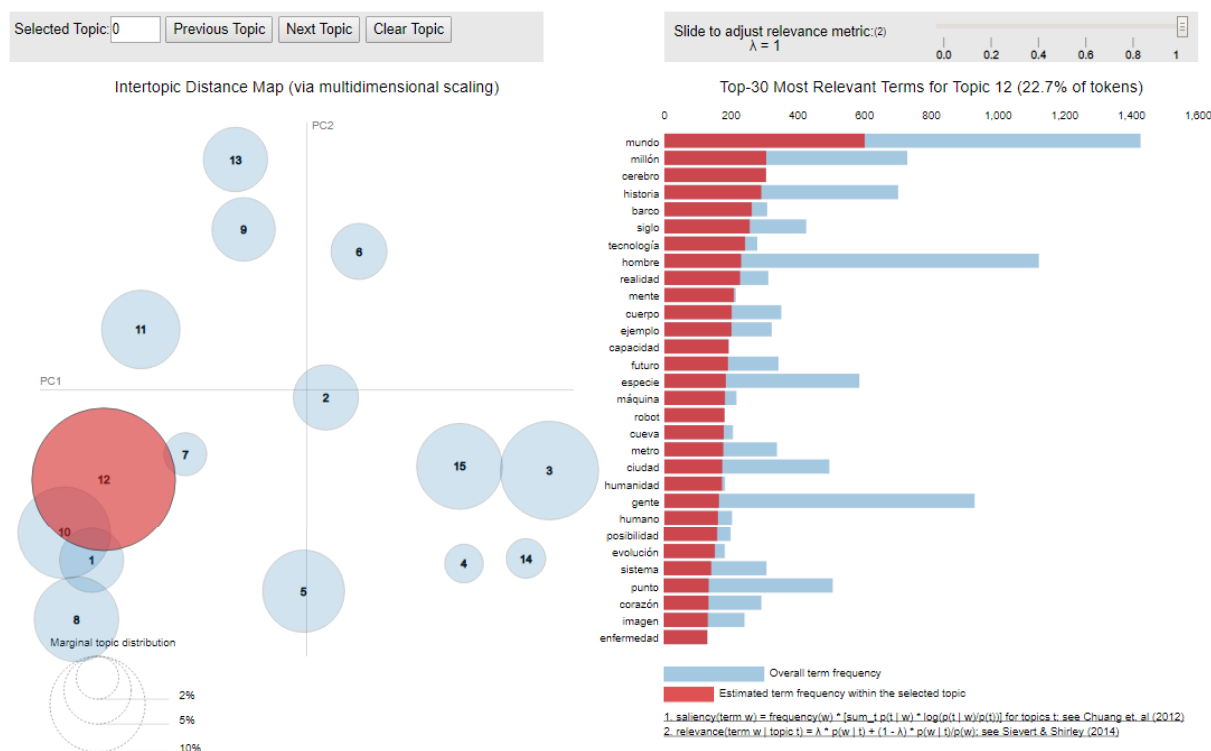 Selected Topic: 0 Previous Topic Next Topic Clear Topic
Slide to adjust relevance metric:(2)
λ = 1
0.0 0.2 0.4 0.6 0.8 1
Intertopic Distance Map (via multidimensional scaling)
PC2
PC1
13
9
6
11
2
7
12
15
3
10
1
4
14
5
8
Marginal topic distribution
2%
5%
10%
Top-30 Most Relevant Terms for Topic 12 (22.7% of tokens)
0 200 400 600 800 1,000 1,200 1,400 1,600
mundo
millón
cerebro
historia
barco
siglo
tecnología
hombre
realidad
mente
cuerpo
ejemplo
capacidad
futuro
especie
máquina
robot
cueva
metro
ciudad
humanidad
gente
humano
posibilidad
evolución
sistema
punto
corazón
imagen
enfermedad
Overall term frequency
Estimated term frequency within the selected topic
1. saliency(term w) = frequency(w) * [sum_t p(t | w) * log(p(t | w)/p(t))] for topics t; see Chuang et. al (2012)
2. relevance(term w | topic t) = λ * p(w | t) + (1 - λ) * p(w | t)/p(w); see Sievert & Shirley (2014)